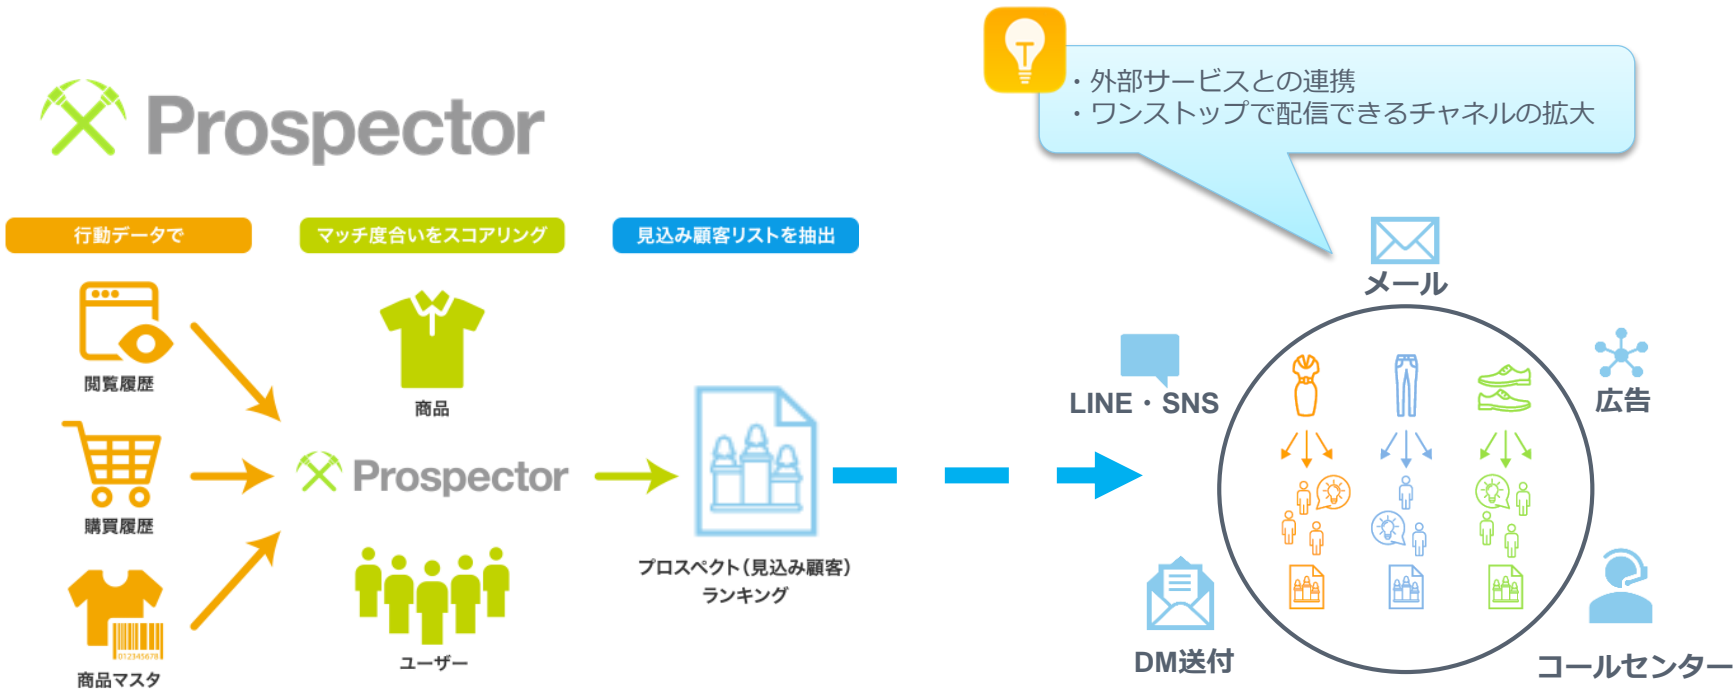 Prospector
・外部サービスとの連携
・ワンストップで配信できるチャネルの拡大
行動データで
マッチ度合いをスコアリング
見込み顧客リストを抽出
閲覧履歴
購買履歴
012345678
商品マスタ
商品
Prospector
ユーザー
プロスペクト(見込み顧客)
ランキング
メール
LINE・SNS
広告
DM送付
コールセンター